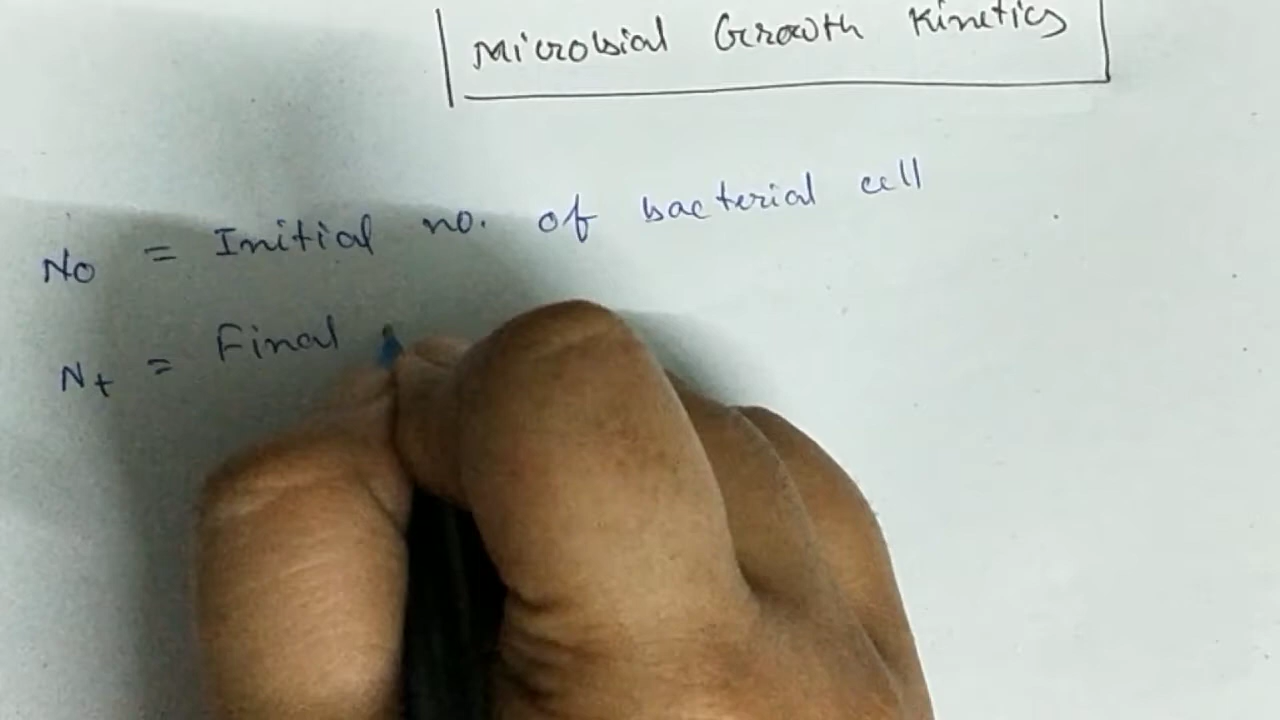 Microbial Growth Kinetics
No = Initial no. of bacterial cell
Nt = Final